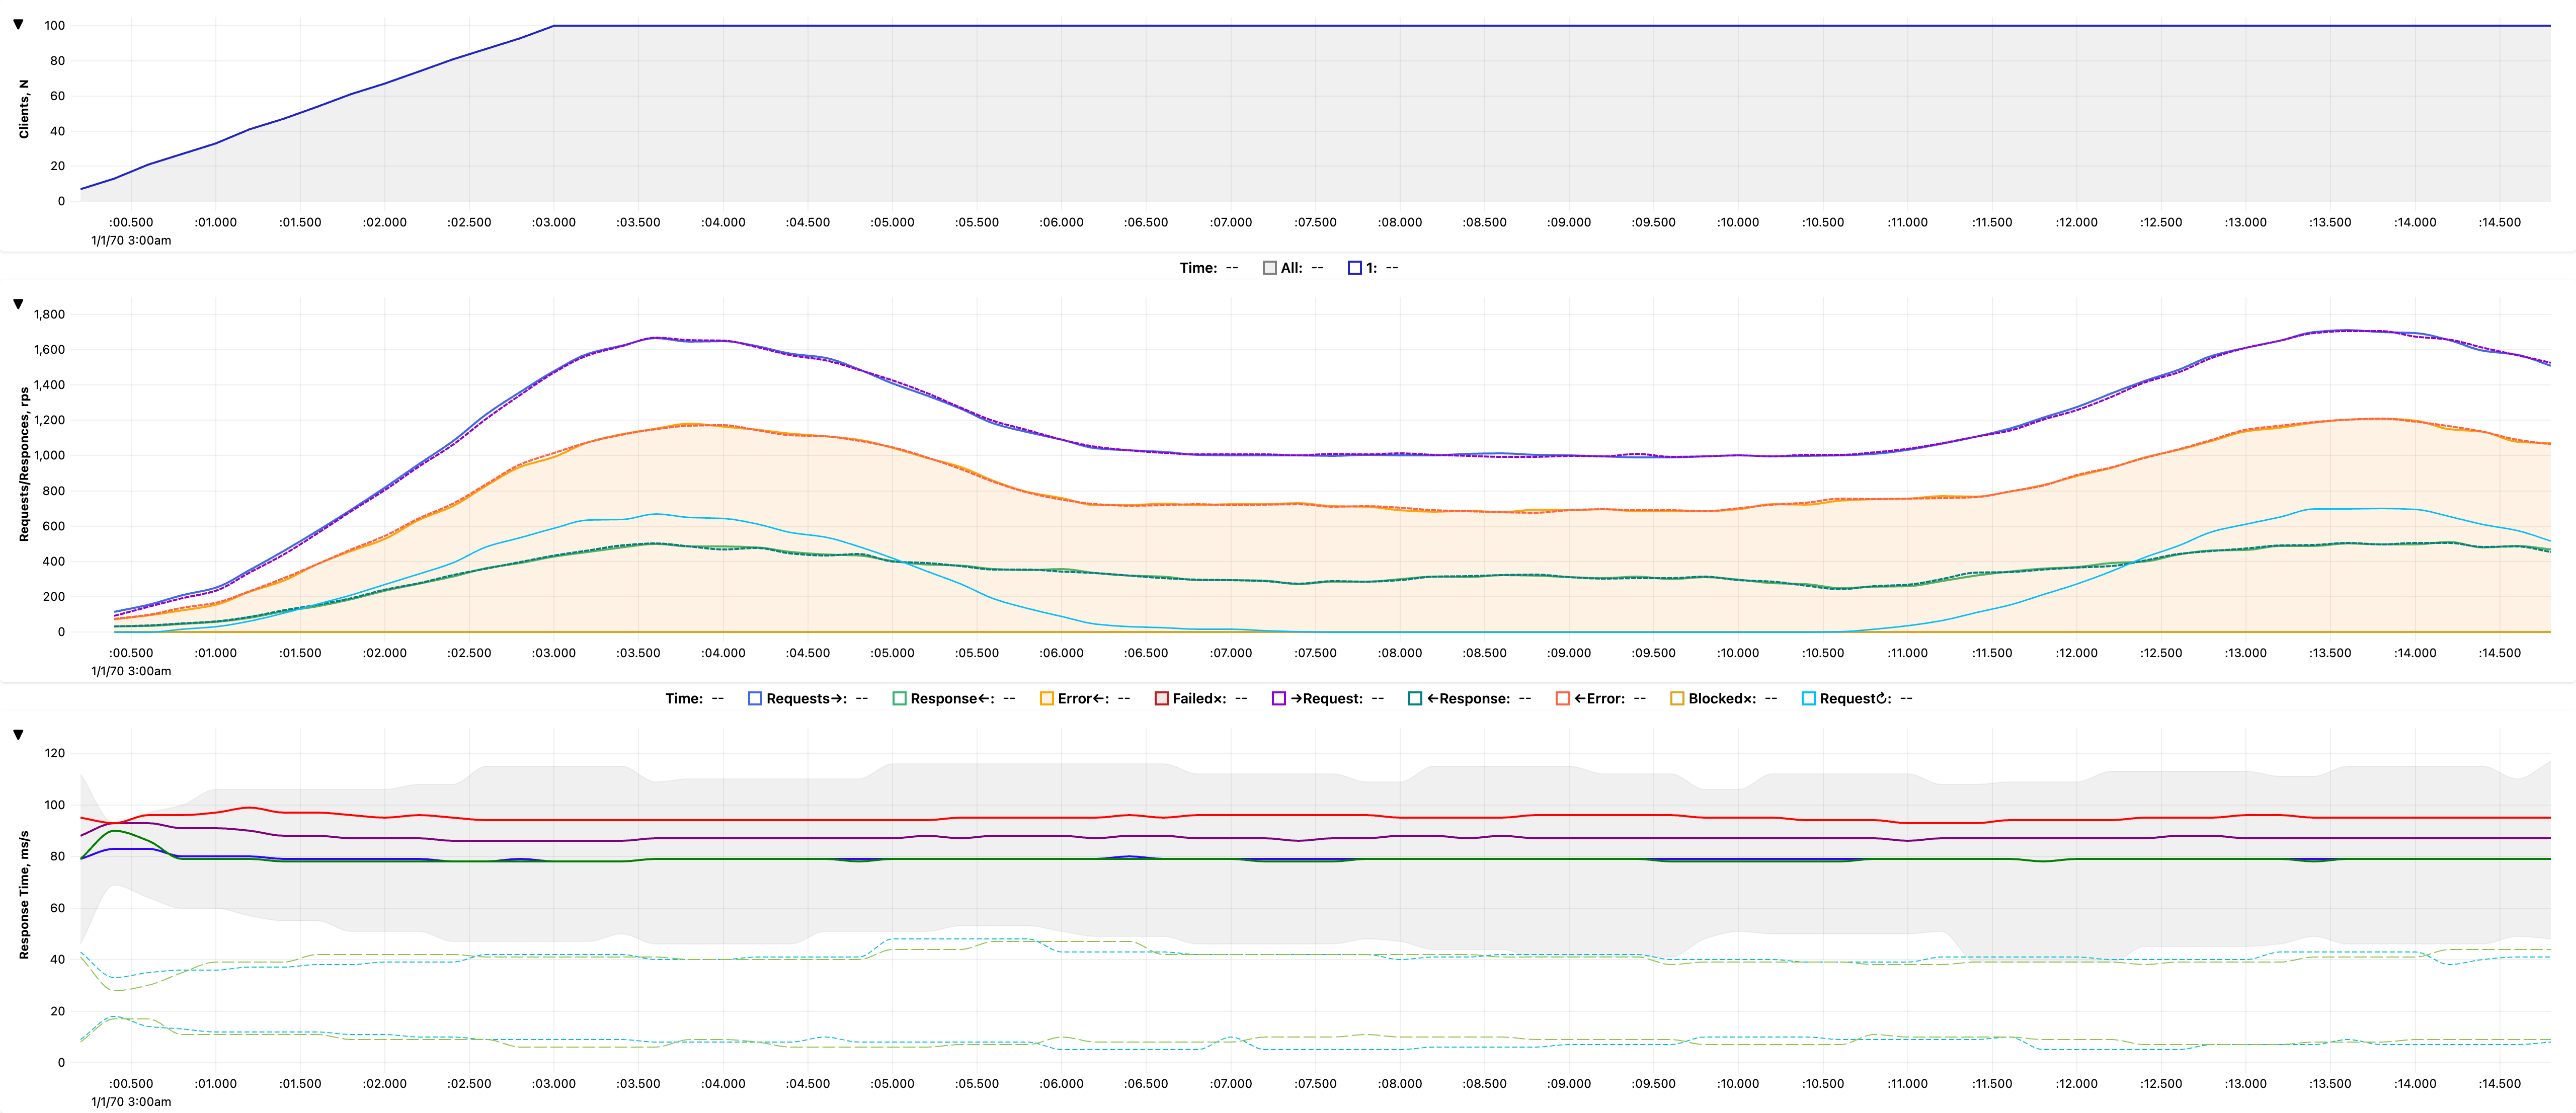 ▼
Clients, N
100
80
60
40
20
0
:00.500 :01.000 :01.500 :02.000 :02.500 :03.000 :03.500 :04.000 :04.500 :05.000 :05.500 :06.000 :06.500 :07.000 :07.500 :08.000 :08.500 :09.000 :09.500 :10.000 :10.500 :11.000 :11.500 :12.000 :12.500 :13.000 :13.500 :14.000 :14.500
1/1/70 3:00am
Time: -- All: -- 1: --
▼
Requests/Responces, rps
1,800
1,600
1,400
1,200
1,000
800
600
400
200
0
:00.500 :01.000 :01.500 :02.000 :02.500 :03.000 :03.500 :04.000 :04.500 :05.000 :05.500 :06.000 :06.500 :07.000 :07.500 :08.000 :08.500 :09.000 :09.500 :10.000 :10.500 :11.000 :11.500 :12.000 :12.500 :13.000 :13.500 :14.000 :14.500
1/1/70 3:00am
Time: -- Requests→: -- Response←: -- Error←: -- Failed×: -- →Request: -- ←Response: -- ←Error: -- Blocked×: -- Request↻: --
▼
Response Time, ms/s
120
100
80
60
40
20
0
:00.500 :01.000 :01.500 :02.000 :02.500 :03.000 :03.500 :04.000 :04.500 :05.000 :05.500 :06.000 :06.500 :07.000 :07.500 :08.000 :08.500 :09.000 :09.500 :10.000 :10.500 :11.000 :11.500 :12.000 :12.500 :13.000 :13.500 :14.000 :14.500
1/1/70 3:00am